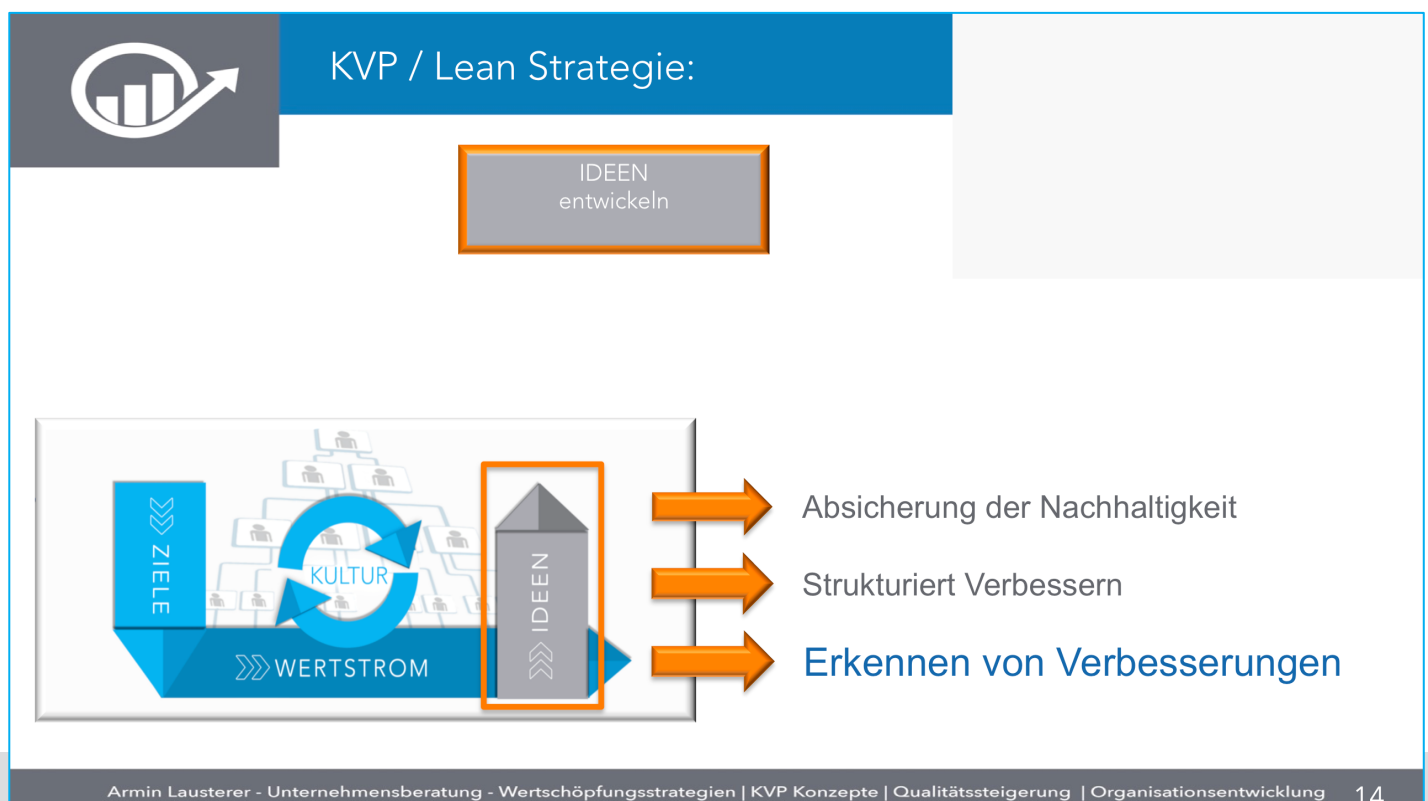 KVP / Lean Strategie:
IDEEN
entwickeln
ZIELE
KULTUR
WERTSTROM
IDEEN
Absicherung der Nachhaltigkeit
Strukturiert Verbessern
Erkennen von Verbesserungen
Armin Lausterer - Unternehmensberatung - Wertschöpfungsstrategien | KVP Konzepte | Qualitätssteigerung | Organisationsentwicklung 14